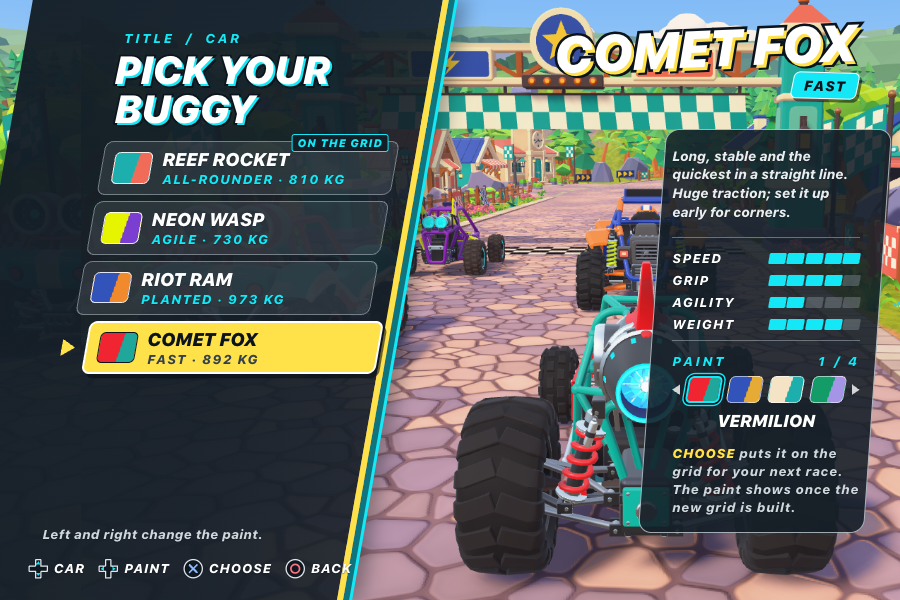 TITLE / CAR
PICK YOUR
BUGGY
ON THE GRID
REEF ROCKET
ALL-ROUNDER · 810 KG
NEON WASP
AGILE · 730 KG
RIOT RAM
PLANTED · 973 KG
COMET FOX
FAST · 892 KG
Left and right change the paint.
CAR PAINT CHOOSE BACK
COMET FOX
FAST
Long, stable and the
quickest in a straight line.
Huge traction; set it up
early for corners.
SPEED
GRIP
AGILITY
WEIGHT
PAINT 1 / 4
VERMILION
CHOOSE puts it on the
grid for your next race.
The paint shows once the
new grid is built.